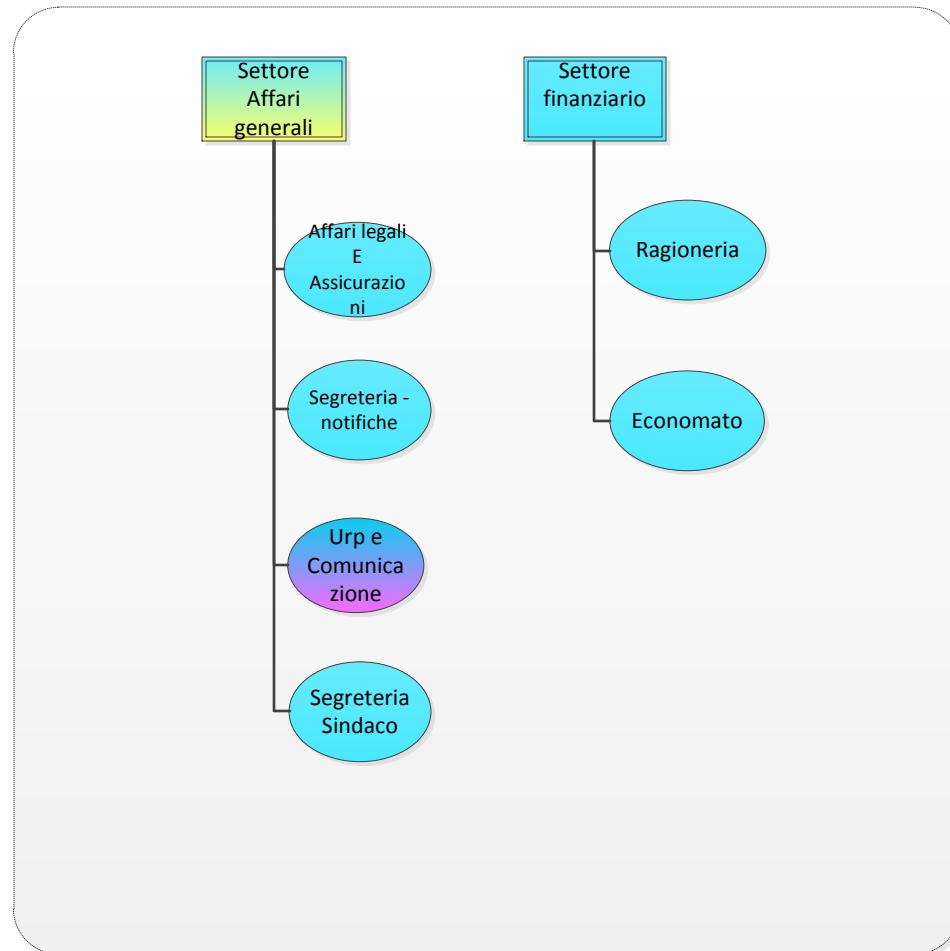 Settore
Affari
generali
Affari legali
E
Assicurazio
ni
Segreteria -
notifiche
Urp e
Comunica
zione
Segreteria
Sindaco
Settore
finanziario
Ragioneria
Economato